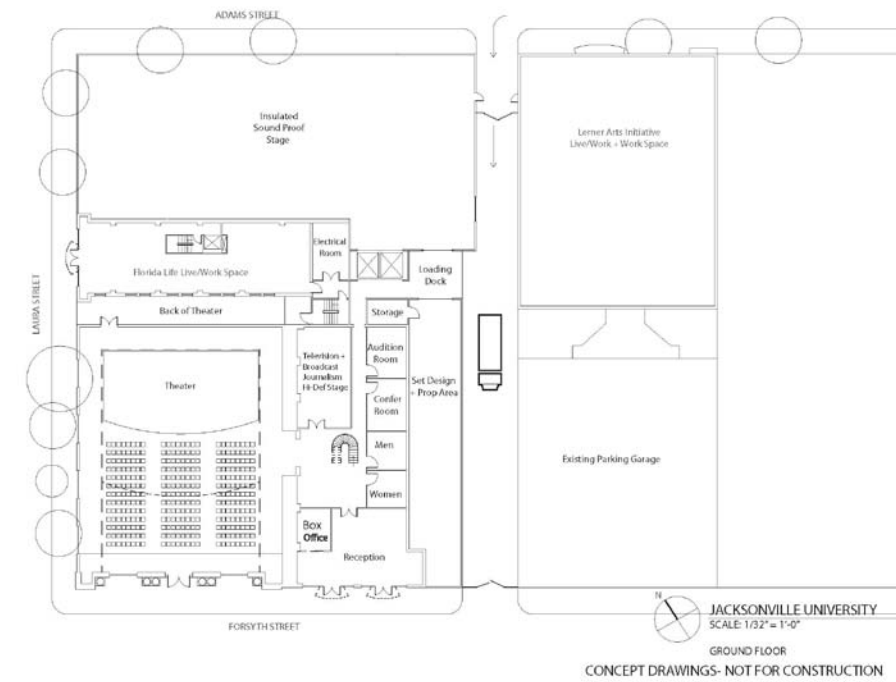 ADAMS STREET
Insulated
Sound Proof
Stage
Lerner Arts Initiative
Live/Work + Work Space
Electrical
Room
Florida Life Live/Work Space
Loading
Dock
LAURA STREET
Back of Theater
Storage
Television +
Broadcast
Journalism
Hi-Def Stage
Audition
Room
Theater
Set Design
+ Prop Area
Confer
Room
Men
Existing Parking Garage
Women
Box
Office
Reception
FORSYTH STREET
N
JACKSONVILLE UNIVERSITY
SCALE: 1/32" = 1'-0"
GROUND FLOOR
CONCEPT DRAWINGS- NOT FOR CONSTRUCTION